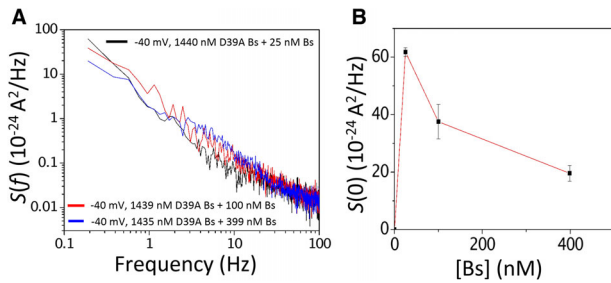 A
-40 mV, 1440 nM D39A Bs + 25 nM Bs
S(f) (10-24 A2/Hz)
100
10
1
0.1
0.01
-40 mV, 1439 nM D39A Bs + 100 nM Bs
-40 mV, 1435 nM D39A Bs + 399 nM Bs
0.1
1
10
100
Frequency (Hz)
B
S(0) (10-24 A2/Hz)
60
40
20
0
0
200
400
[Bs] (nM)